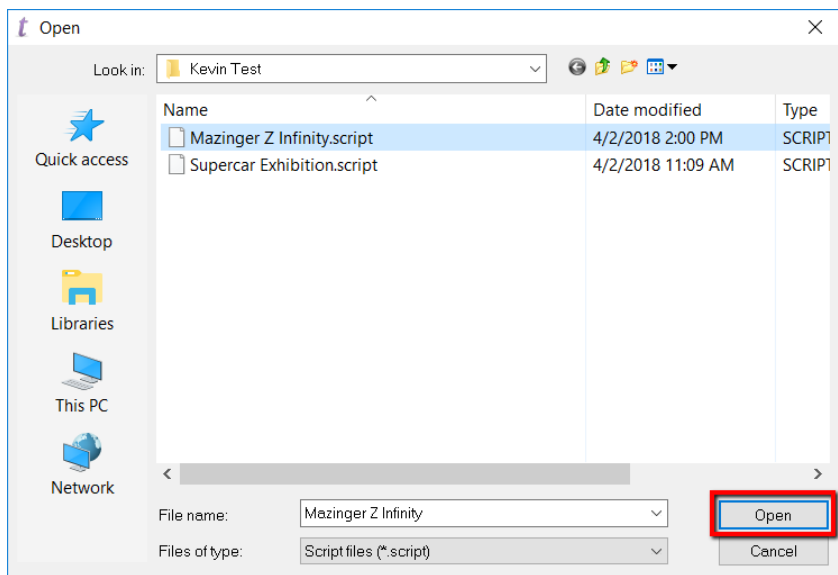 t Open
Look in: Kevin Test
Name Date modified Type
Mazinger Z Infinity.script 4/2/2018 2:00 PM SCRIPT
Supercar Exhibition.script 4/2/2018 11:09 AM SCRIPT
Quick access
Desktop
Libraries
This PC
Network
File name: Mazinger Z Infinity Open
Files of type: Script files (*.script) Cancel